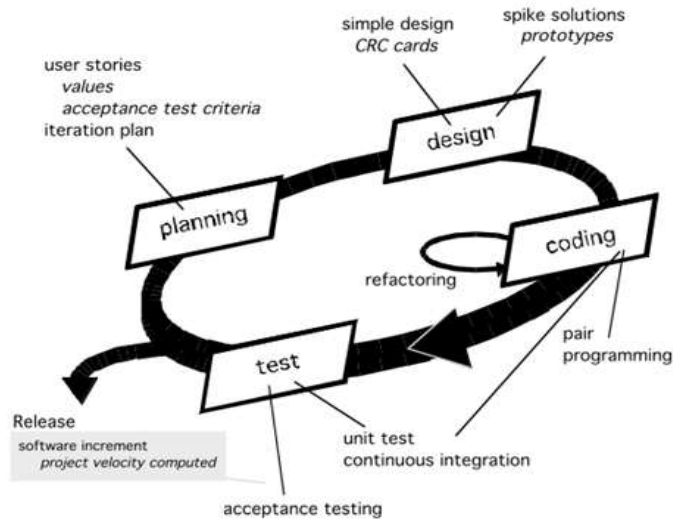 simple design
CRC cards
spike solutions
prototypes
user stories
values
acceptance test criteria
iteration plan
design
planning
coding
refactoring
pair
programming
test
unit test
continuous integration
Release
software increment
project velocity computed
acceptance testing